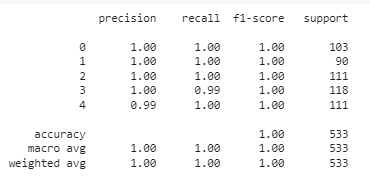 precision recall f1-score support
0 1.00 1.00 1.00 103
1 1.00 1.00 1.00 90
2 1.00 1.00 1.00 111
3 1.00 0.99 1.00 118
4 0.99 1.00 1.00 111
accuracy 1.00 533
macro avg 1.00 1.00 1.00 533
weighted avg 1.00 1.00 1.00 533